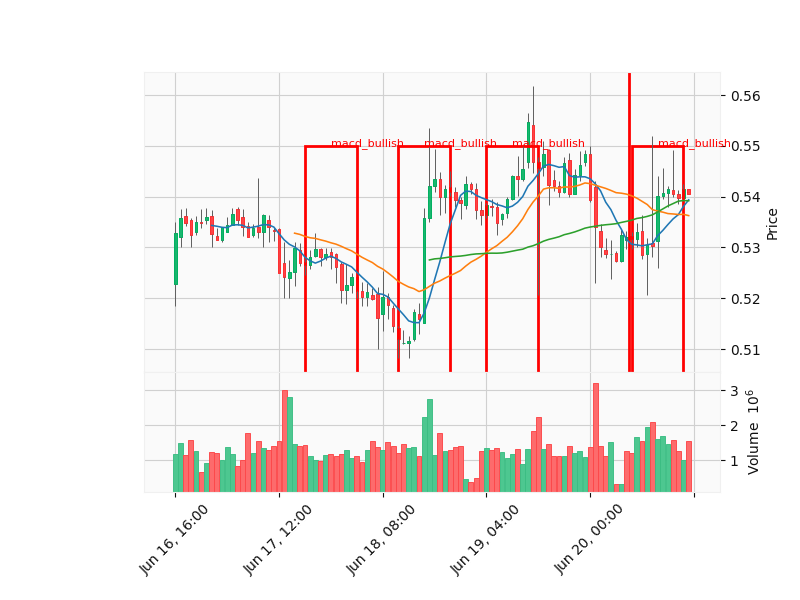 macd_bullish macd_bullish macd_bullish macd_bullish
0.56
0.55
0.54
0.53
0.52
0.51
Price
3
2
1
Volume 10^6
Jun 16, 16:00
Jun 17, 12:00
Jun 18, 08:00
Jun 19, 04:00
Jun 20, 00:00